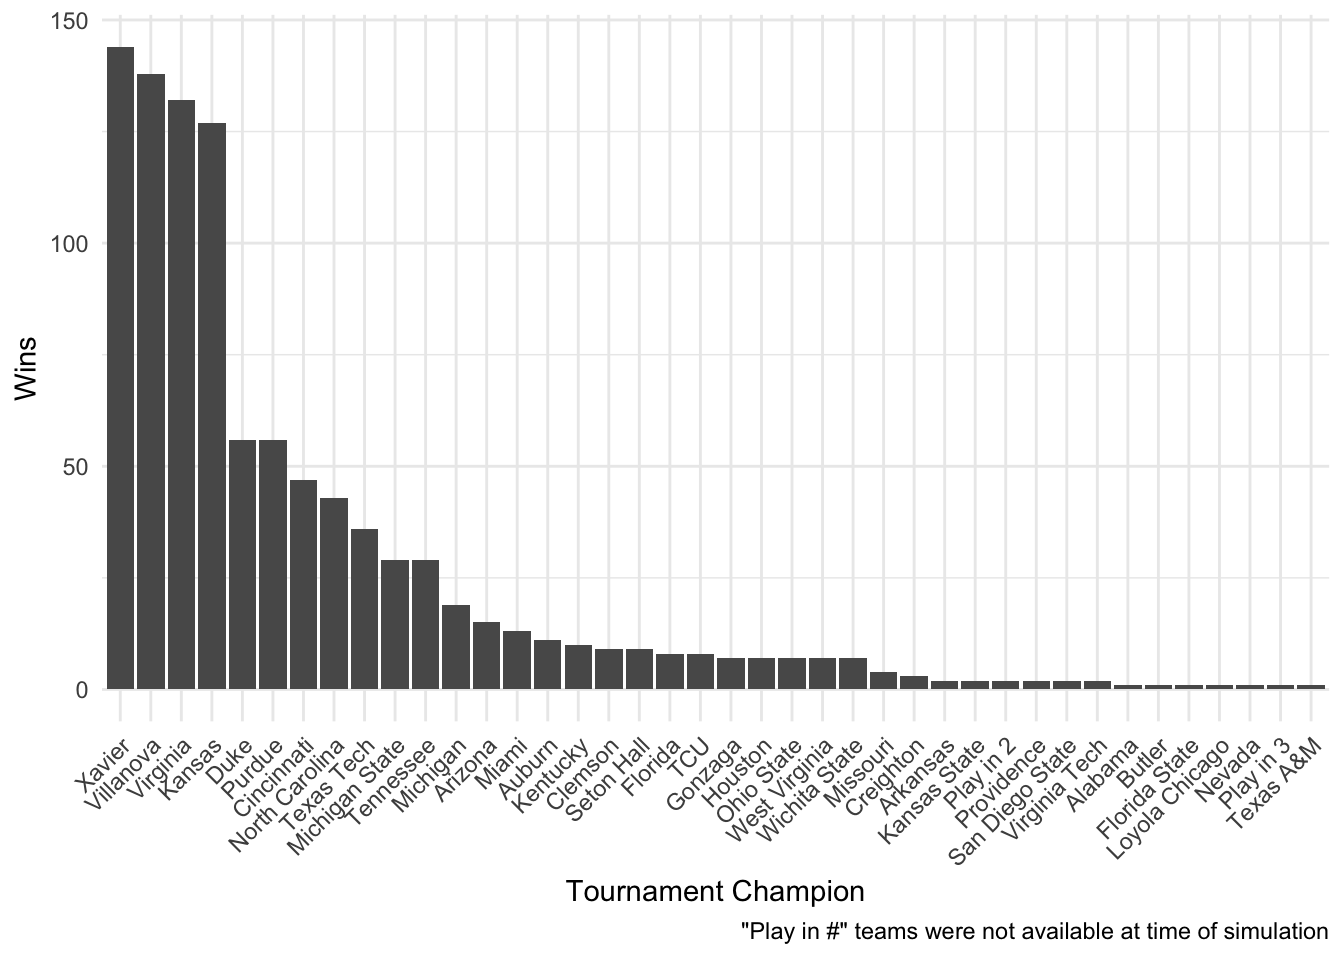 150
100
50
0
Wins
Xavier
Villanova
Virginia
Kansas
Duke
Purdue
Cincinnati
North Carolina
Texas Tech
Michigan State
Tennessee
Michigan
Arizona
Miami
Auburn
Kentucky
Clemson
Seton Hall
Florida
TCU
Gonzaga
Houston
Ohio State
West Virginia
Wichita State
Missouri
Creighton
Arkansas
Kansas State
Play in 2
Providence
San Diego State
Virginia Tech
Alabama
Butler
Florida State
Loyola Chicago
Nevada
Play in 3
Texas A&M
Tournament Champion
"Play in #" teams were not available at time of simulation